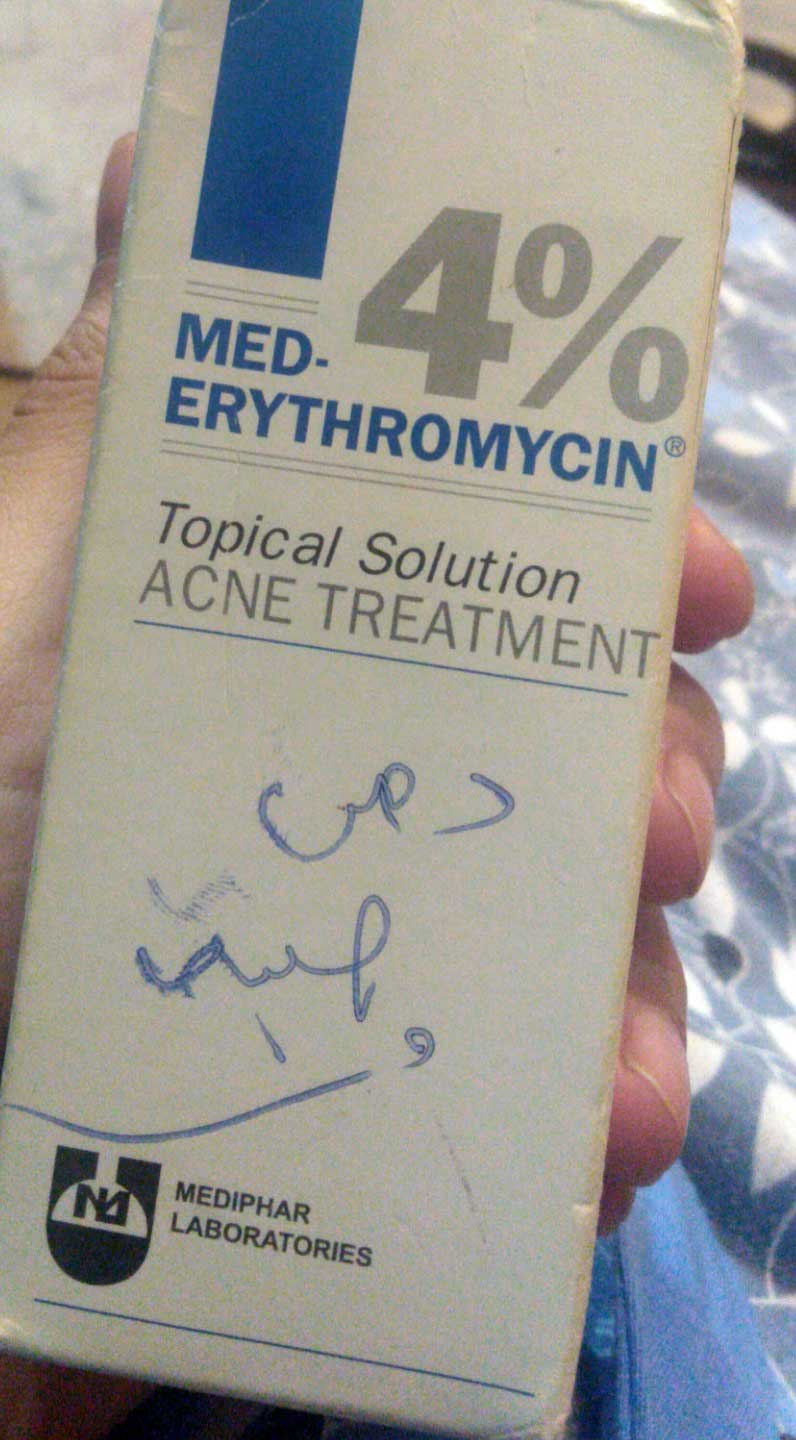 4%
MED-
ERYTHROMYCIN®
Topical Solution
ACNE TREATMENT
دهن
MEDIPHAR
LABORATORIES